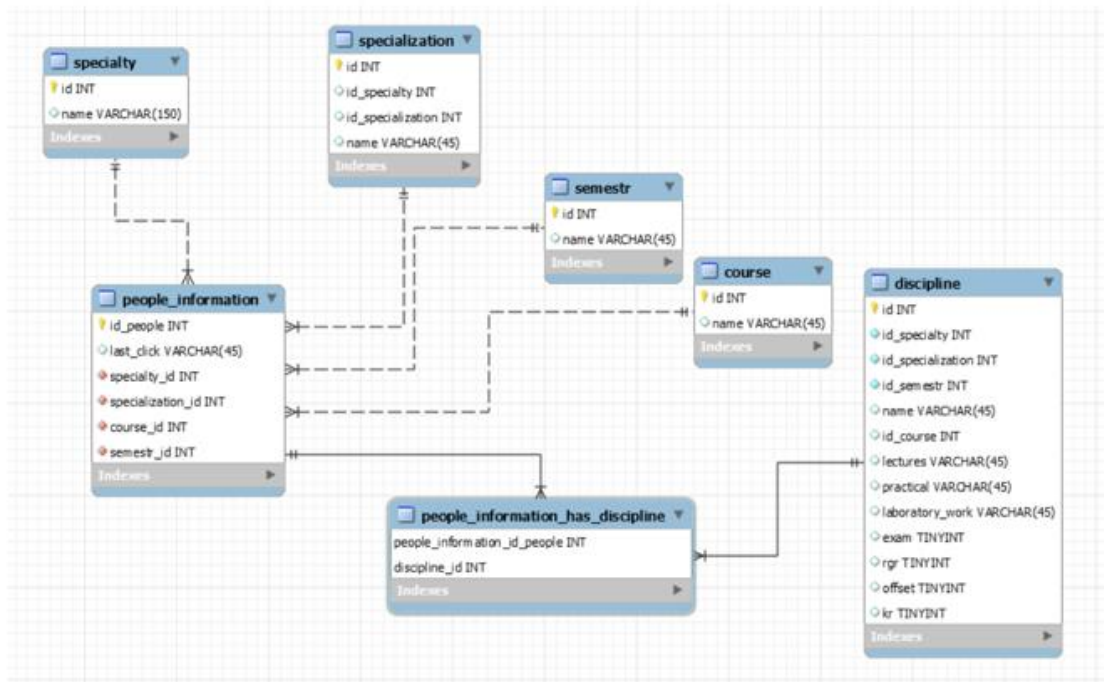 specialty
id INT
name VARCHAR(150)
Indexes
specialization
id INT
id_specialty INT
id_specialization INT
name VARCHAR(45)
Indexes
semestr
id INT
name VARCHAR(45)
Indexes
course
id INT
name VARCHAR(45)
Indexes
discipline
id INT
id_specialty INT
id_specialization INT
id_semestr INT
name VARCHAR(45)
id_course INT
lectures VARCHAR(45)
practical VARCHAR(45)
laboratory_work VARCHAR(45)
exam TINYINT
rgr TINYINT
offset TINYINT
kr TINYINT
Indexes
people_information
id_people INT
last_click VARCHAR(45)
specialty_id INT
specialization_id INT
course_id INT
semestr_id INT
Indexes
people_information_has_discipline
people_information_id_people INT
discipline_id INT
Indexes